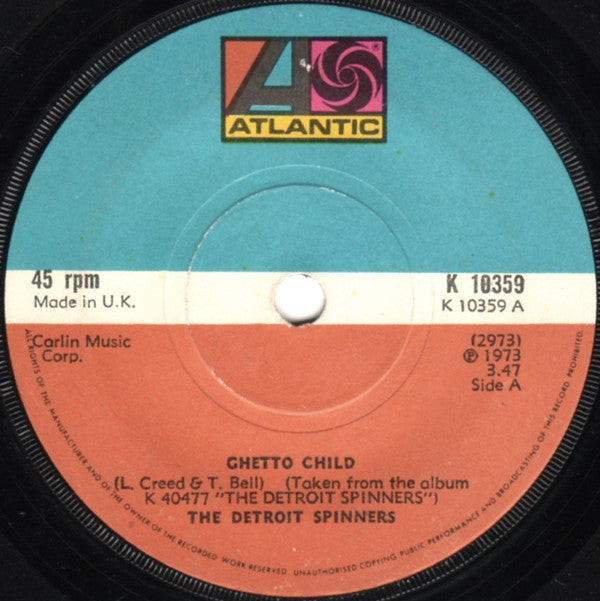 A
ATLANTIC
®
45 rpm
Made in U.K.
K 10359
K 10359 A
Carlin Music
Corp.
(2973)
℗ 1973
3.47
Side A
GHETTO CHILD
(L. Creed & T. Bell) (Taken from the album
K 40477 "THE DETROIT SPINNERS")
THE DETROIT SPINNERS
ALL RIGHTS OF THE MANUFACTURER AND OF THE OWNER OF THE RECORDED WORK RESERVED. UNAUTHORISED COPYING PUBLIC PERFORMANCE AND BROADCASTING OF THIS RECORD PROHIBITED.